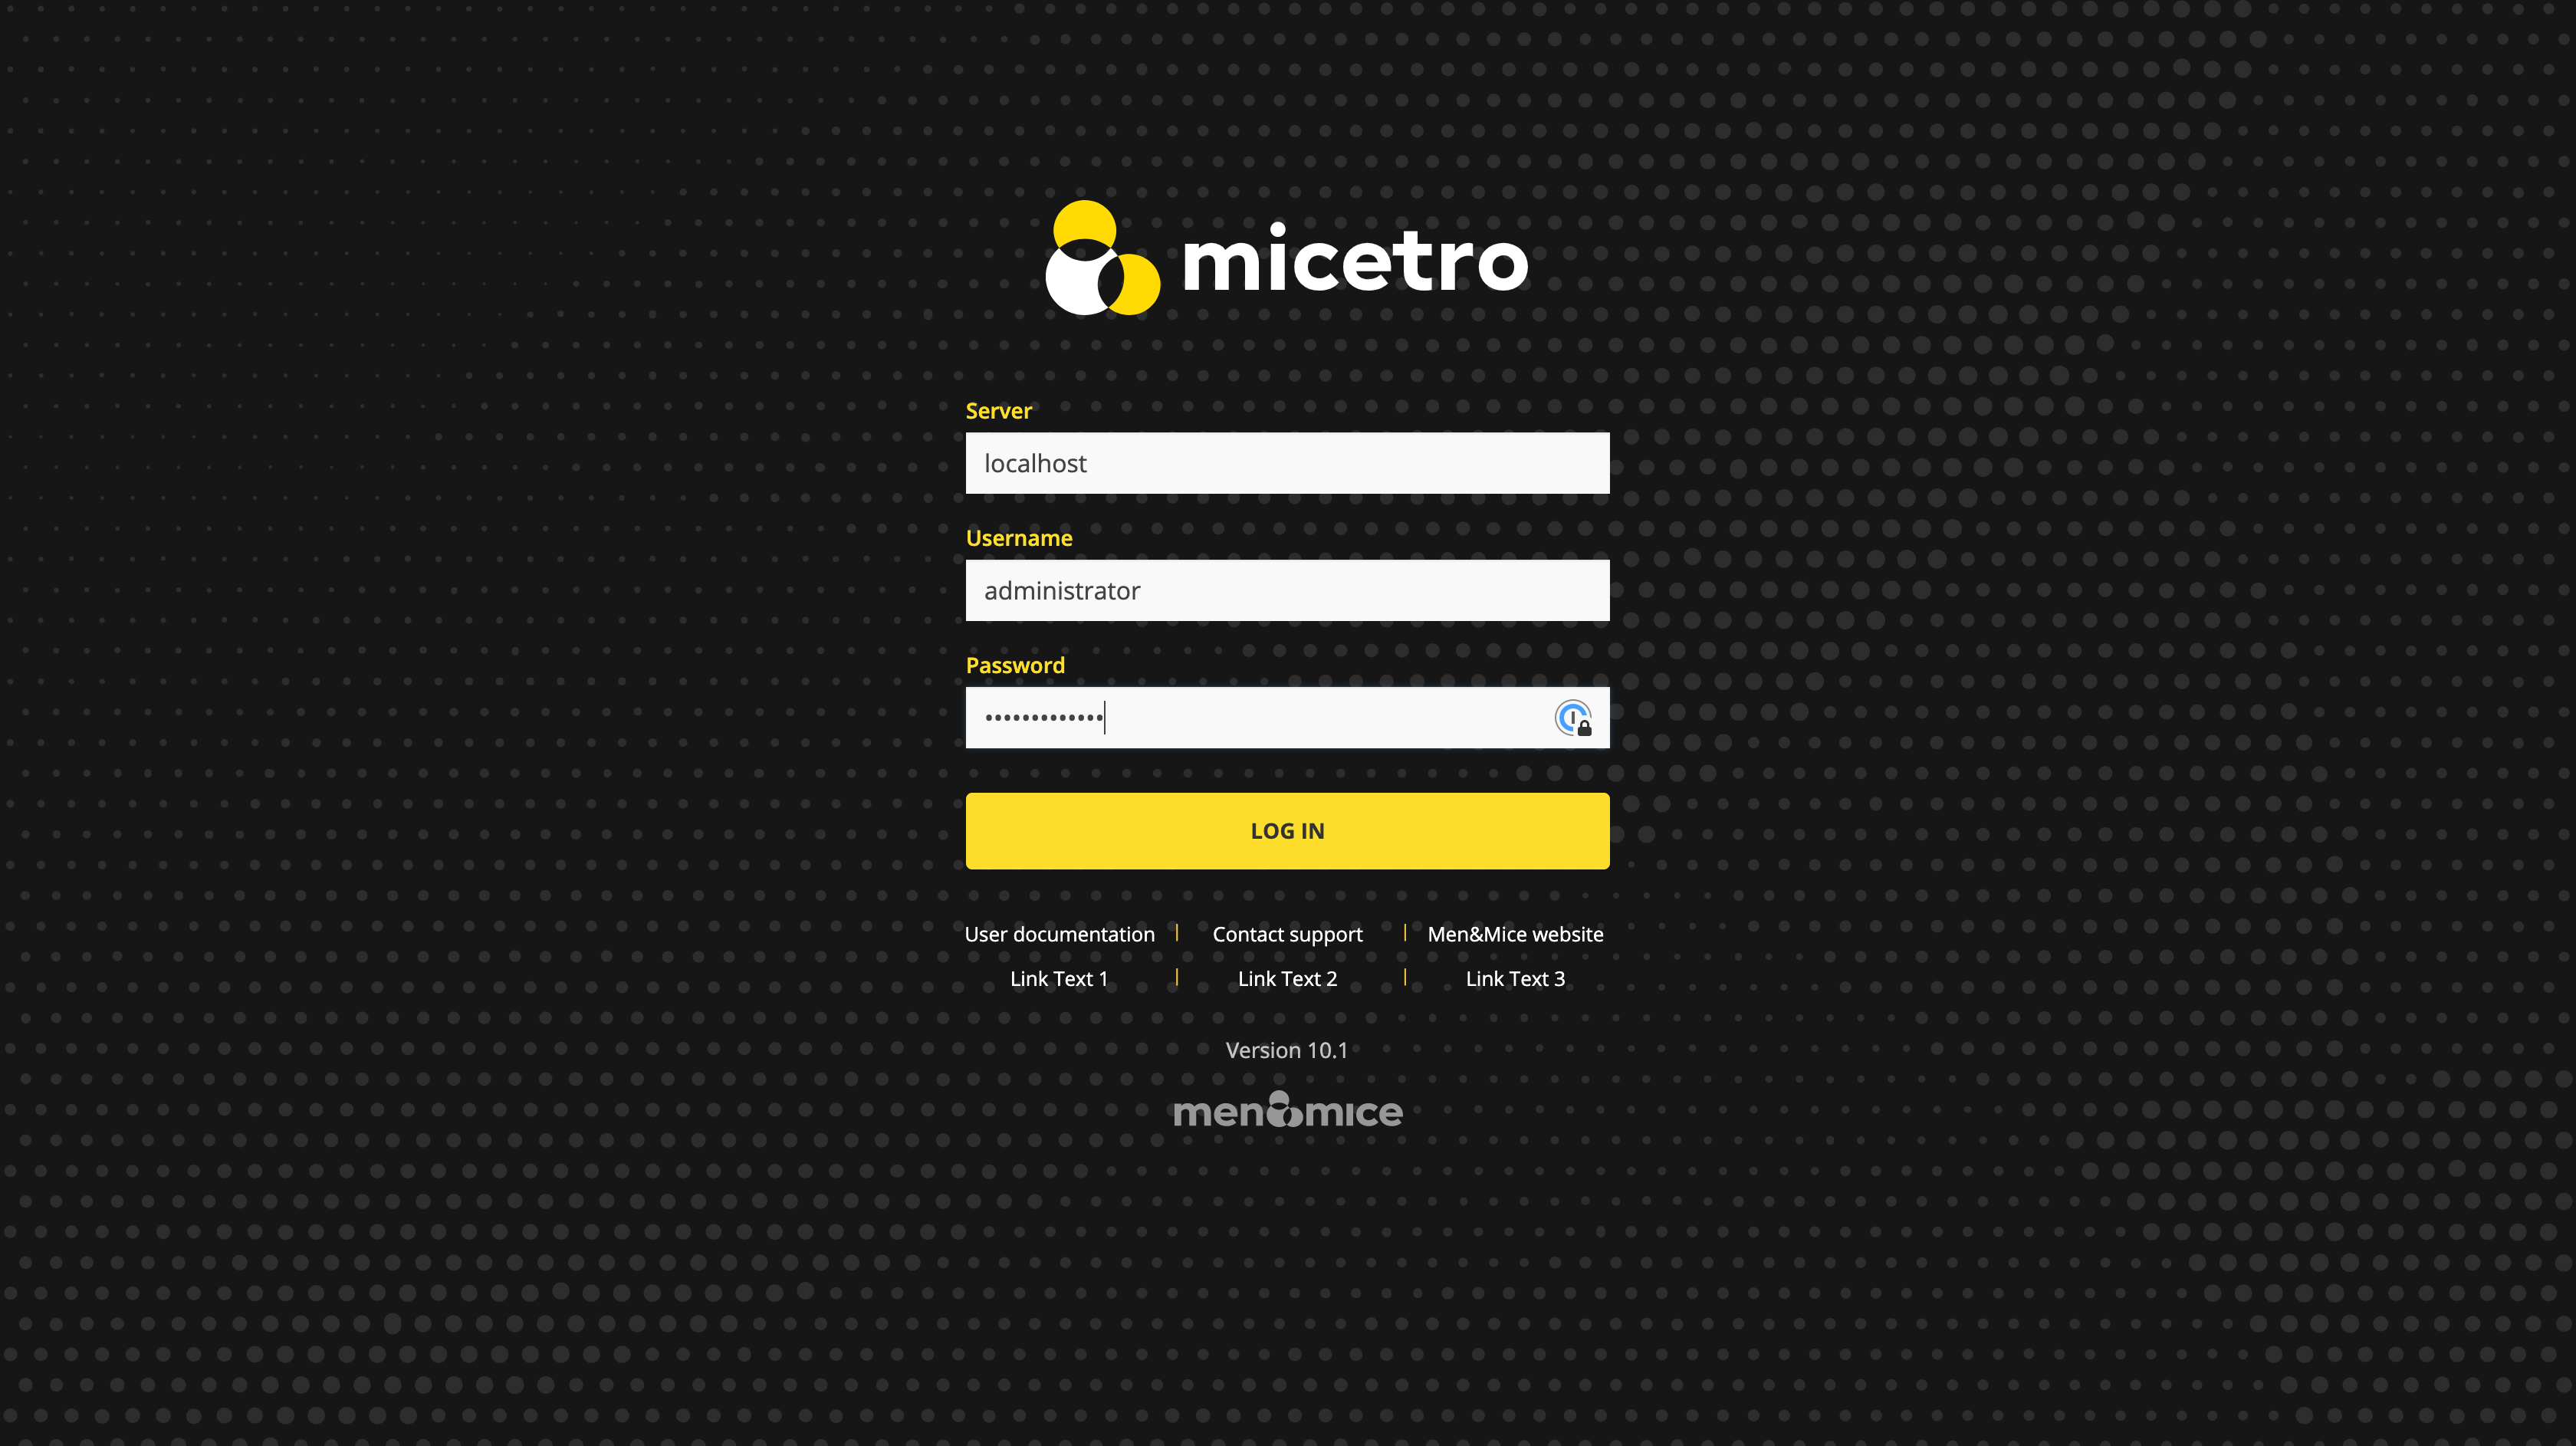 micetro
Server
localhost
Username
administrator
Password
•••••••••••••
LOG IN
User documentation | Contact support | Men&Mice website
Link Text 1 | Link Text 2 | Link Text 3
Version 10.1
men&mice